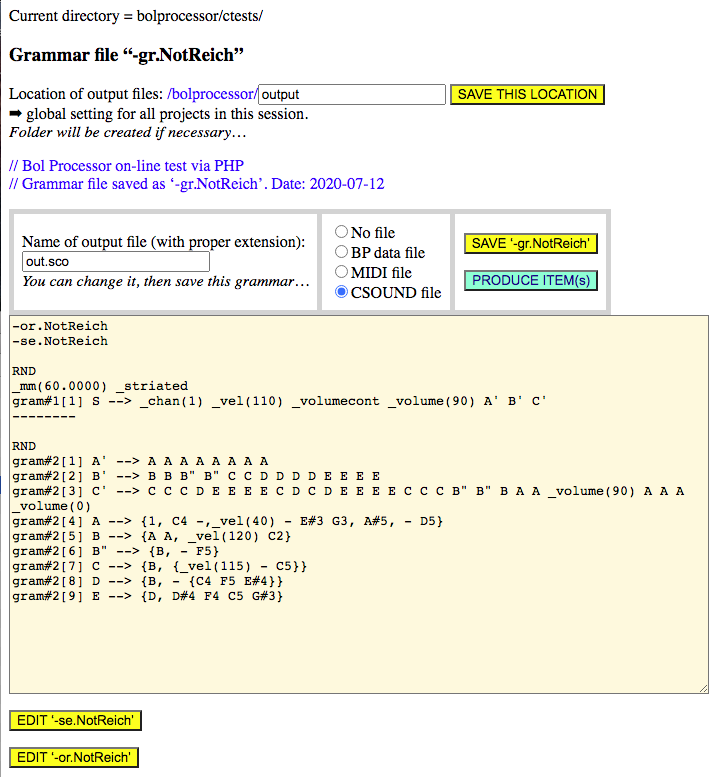 Current directory = bolprocessor/ctests/
Grammar file “-gr.NotReich”
Location of output files: /bolprocessor/output SAVE THIS LOCATION
➡ global setting for all projects in this session.
Folder will be created if necessary…
// Bol Processor on-line test via PHP
// Grammar file saved as ‘-gr.NotReich’. Date: 2020-07-12
Name of output file (with proper extension):
out.sco
You can change it, then save this grammar…
No file
BP data file
MIDI file
CSOUND file
SAVE '-gr.NotReich'
PRODUCE ITEM(s)
-or.NotReich
-se.NotReich
RND
_mm(60.0000) _striated
gram#1[1] S --> _chan(1) _vel(110) _volumecont _volume(90) A' B' C'
--------
RND
gram#2[1] A' --> A A A A A A A A
gram#2[2] B' --> B B B" B" C C D D D D E E E E
gram#2[3] C' --> C C C D E E E E C D C D E E E E C C C B" B" B A A _volume(90) A A A
_volume(0)
gram#2[4] A --> {1, C4 -,_vel(40) - E#3 G3, A#5, - D5}
gram#2[5] B --> {A A, _vel(120) C2}
gram#2[6] B" --> {B, - F5}
gram#2[7] C --> {B, {_vel(115) - C5}}
gram#2[8] D --> {B, - {C4 F5 E#4}}
gram#2[9] E --> {D, D#4 F4 C5 G#3}
EDIT '-se.NotReich'
EDIT '-or.NotReich'